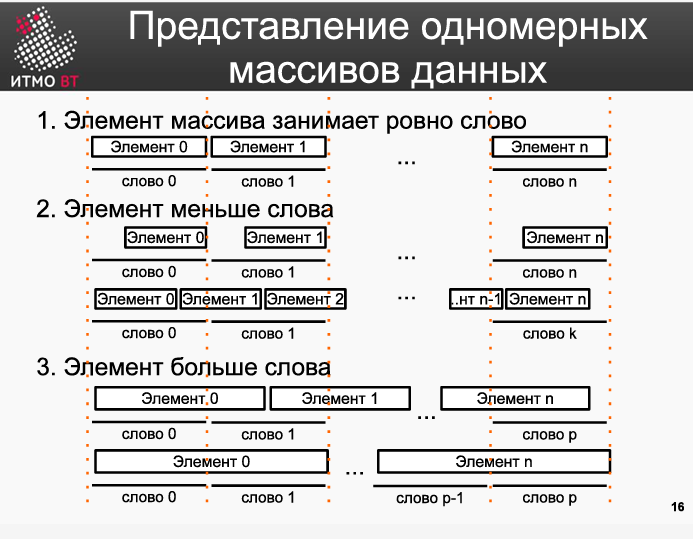 Представление одномерных
массивов данных
ИТМО ВТ
1. Элемент массива занимает ровно слово
Элемент 0 Элемент 1 ... Элемент n
слово 0 слово 1 слово n
2. Элемент меньше слова
Элемент 0 Элемент 1 ... Элемент n
слово 0 слово 1 слово n
Элемент 0 Элемент 1 Элемент 2 ... ..нт n-1 Элемент n
слово 0 слово 1 слово k
3. Элемент больше слова
Элемент 0 Элемент 1 ... Элемент n
слово 0 слово 1 слово p
Элемент 0 ... Элемент n
слово 0 слово 1 слово p-1 слово p
16